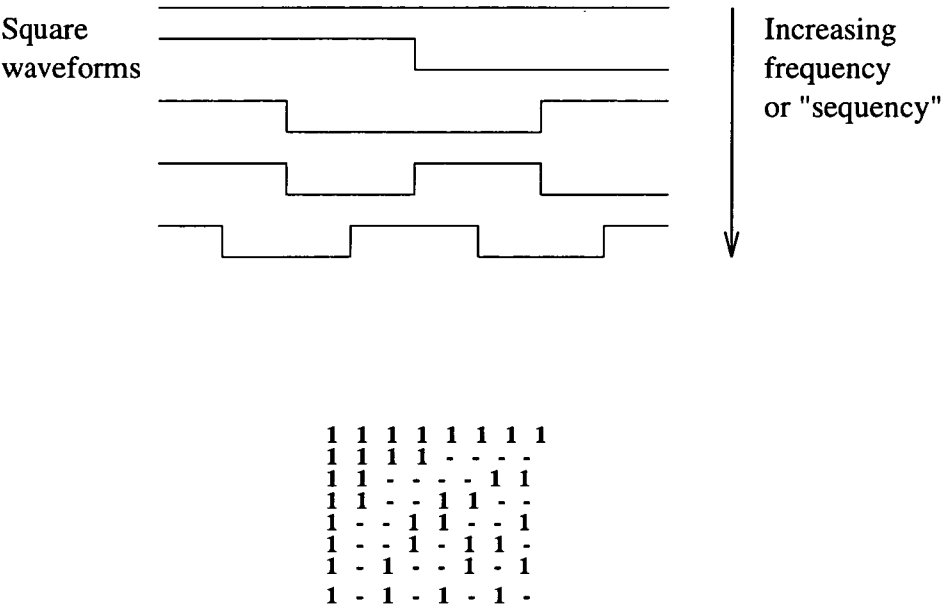 Square
waveforms
Increasing
frequency
or "sequency"
1 1 1 1 1 1 1 1
1 1 1 1 - - - -
1 1 - - - - 1 1
1 1 - - 1 1 - -
1 - - 1 1 - - 1
1 - - 1 - 1 1 -
1 - 1 - - 1 - 1
1 - 1 - 1 - 1 -